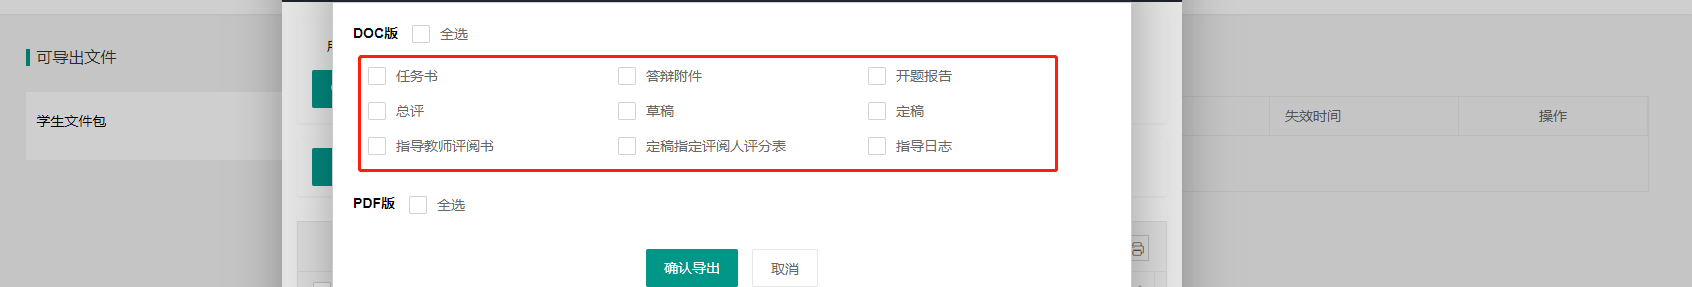 DOC版 全选
可导出文件
任务书 答辩附件 开题报告
总评 草稿 定稿
失效时间 操作
学生文件包
指导教师评阅书 定稿指定评阅人评分表 指导日志
PDF版 全选
确认导出 取消